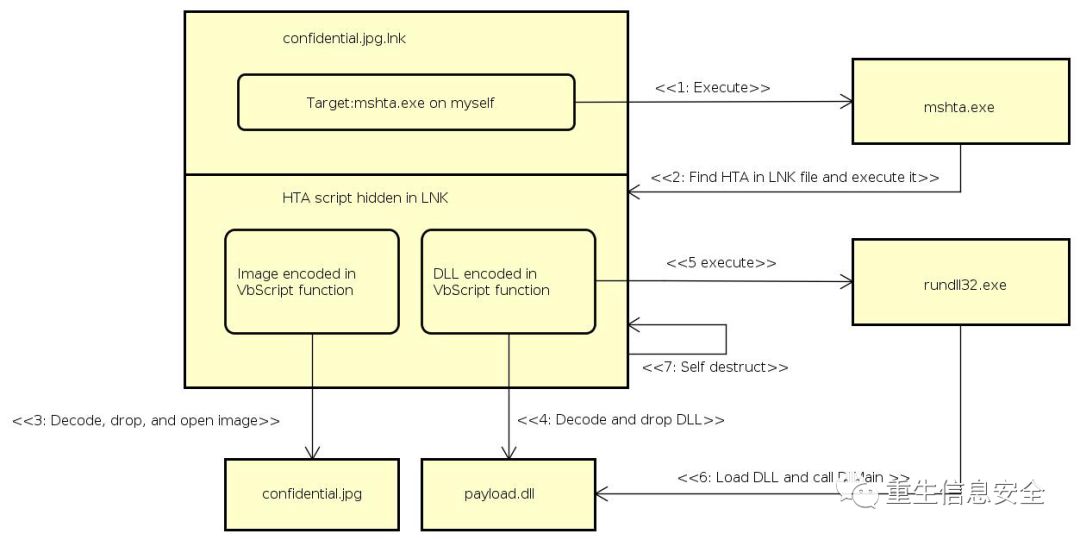 confidential.jpg.lnk
Target:mshta.exe on myself
<<1: Execute>>
mshta.exe
<<2: Find HTA in LNK file and execute it>>
HTA script hidden in LNK
Image encoded in
VbScript function
DLL encoded in
VbScript function
<<5 execute>>
rundll32.exe
<<7: Self destruct>>
<<3: Decode, drop, and open image>>
<<4: Decode and drop DLL>>
confidential.jpg
payload.dll
<<6: Load DLL and call DllMain >>
重生信息安全